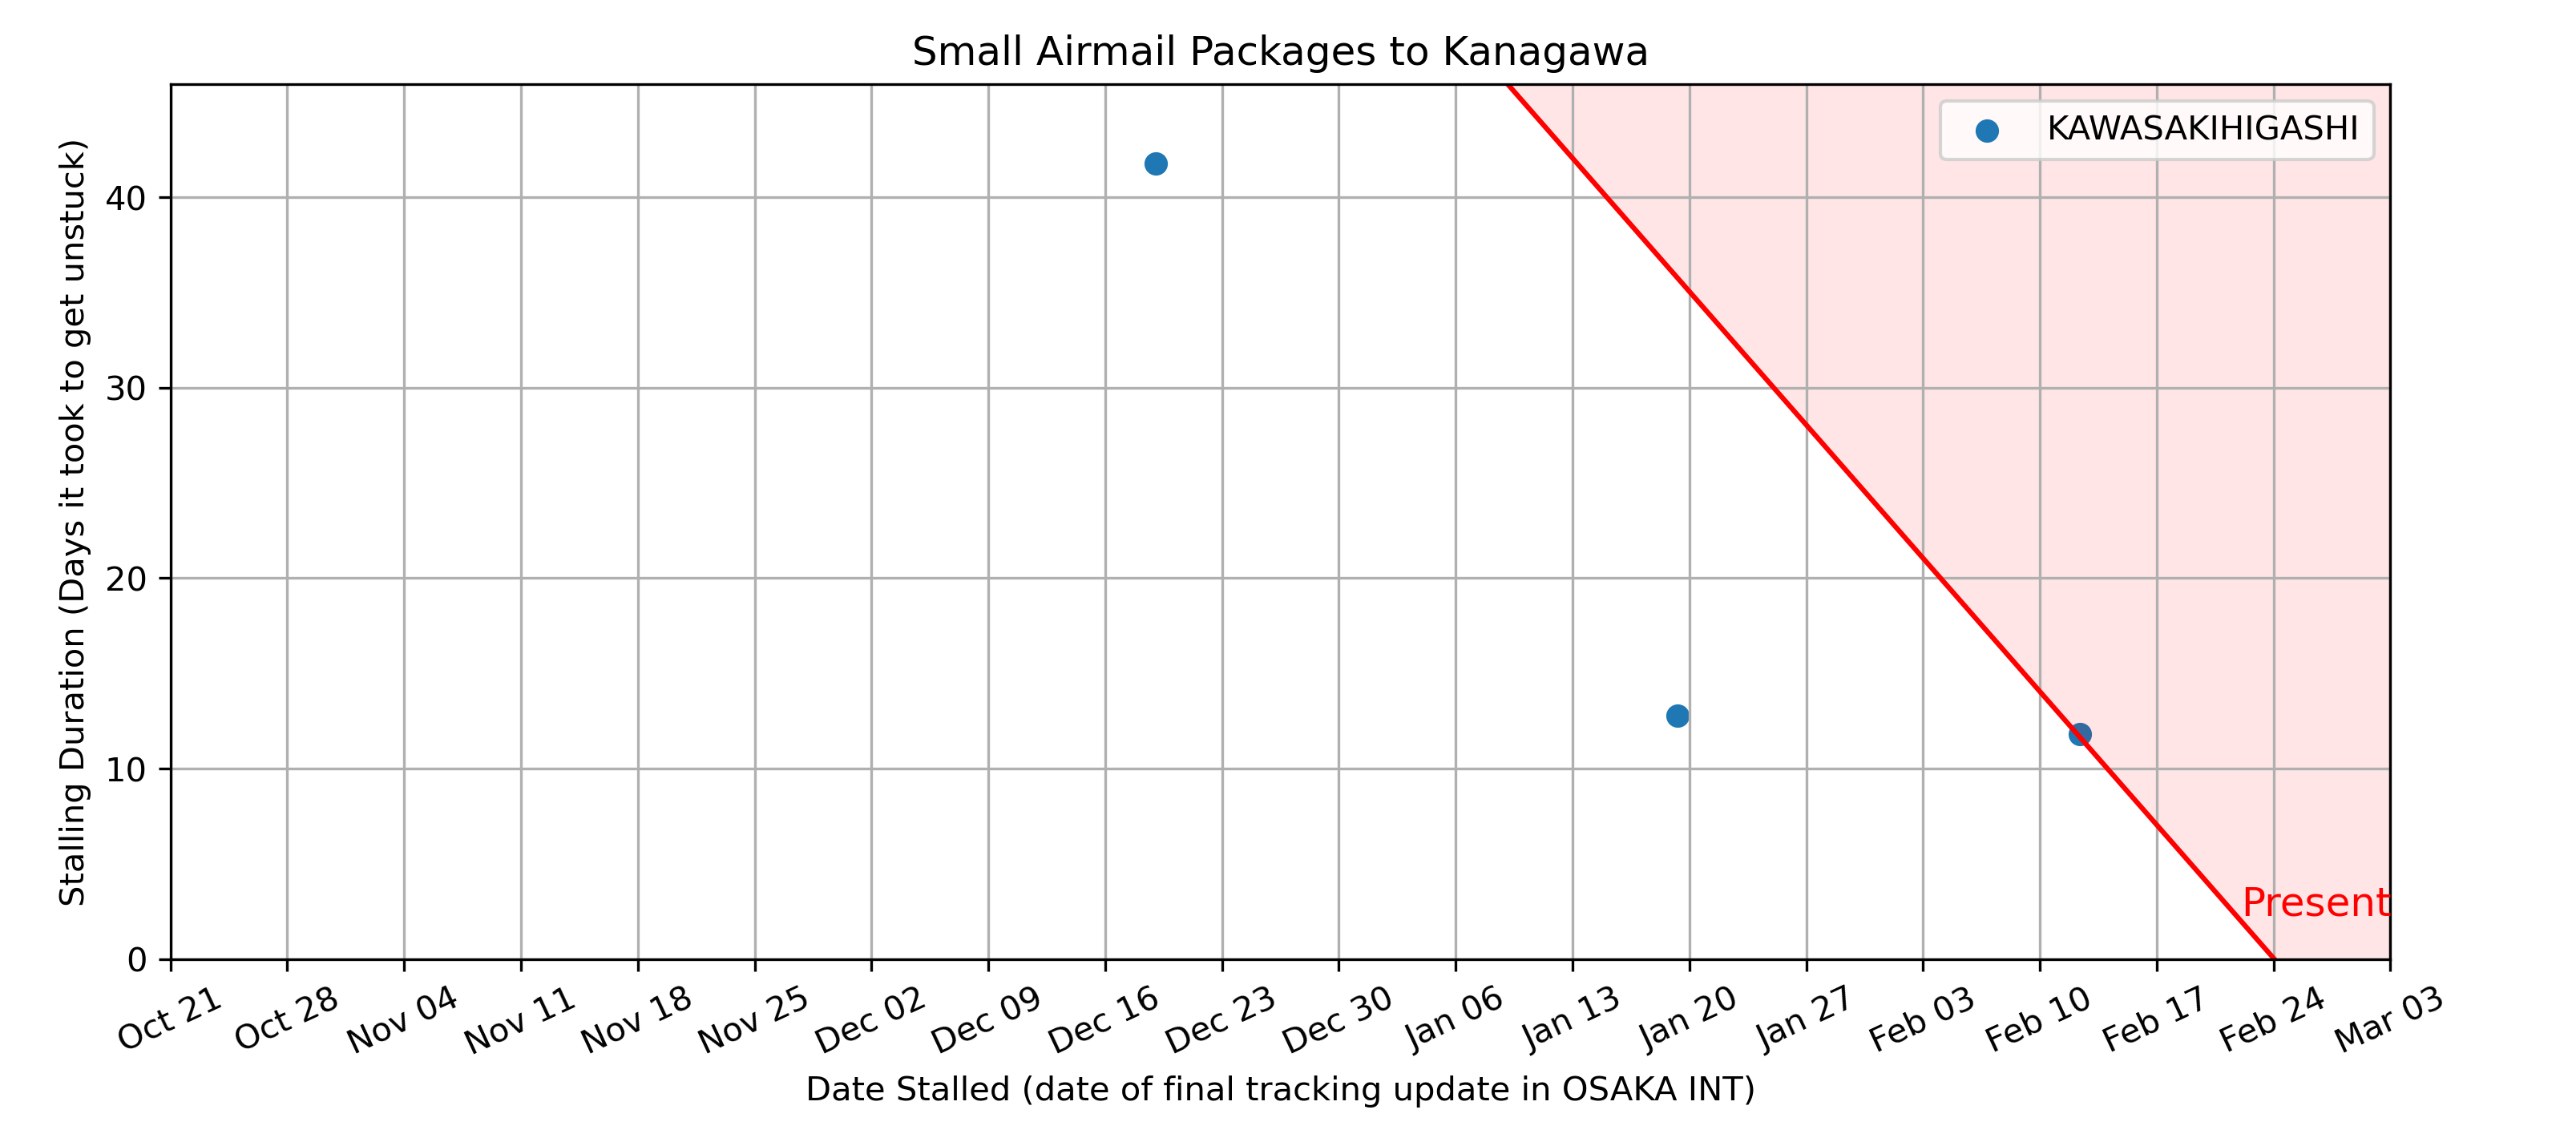 Small Airmail Packages to Kanagawa
KAWASAKIHIGASHI
Stalling Duration (Days it took to get unstuck)
40
30
20
10
0
Present
Oct 21 Oct 28 Nov 04 Nov 11 Nov 18 Nov 25 Dec 02 Dec 09 Dec 16 Dec 23 Dec 30 Jan 06 Jan 13 Jan 20 Jan 27 Feb 03 Feb 10 Feb 17 Feb 24 Mar 03
Date Stalled (date of final tracking update in OSAKA INT)